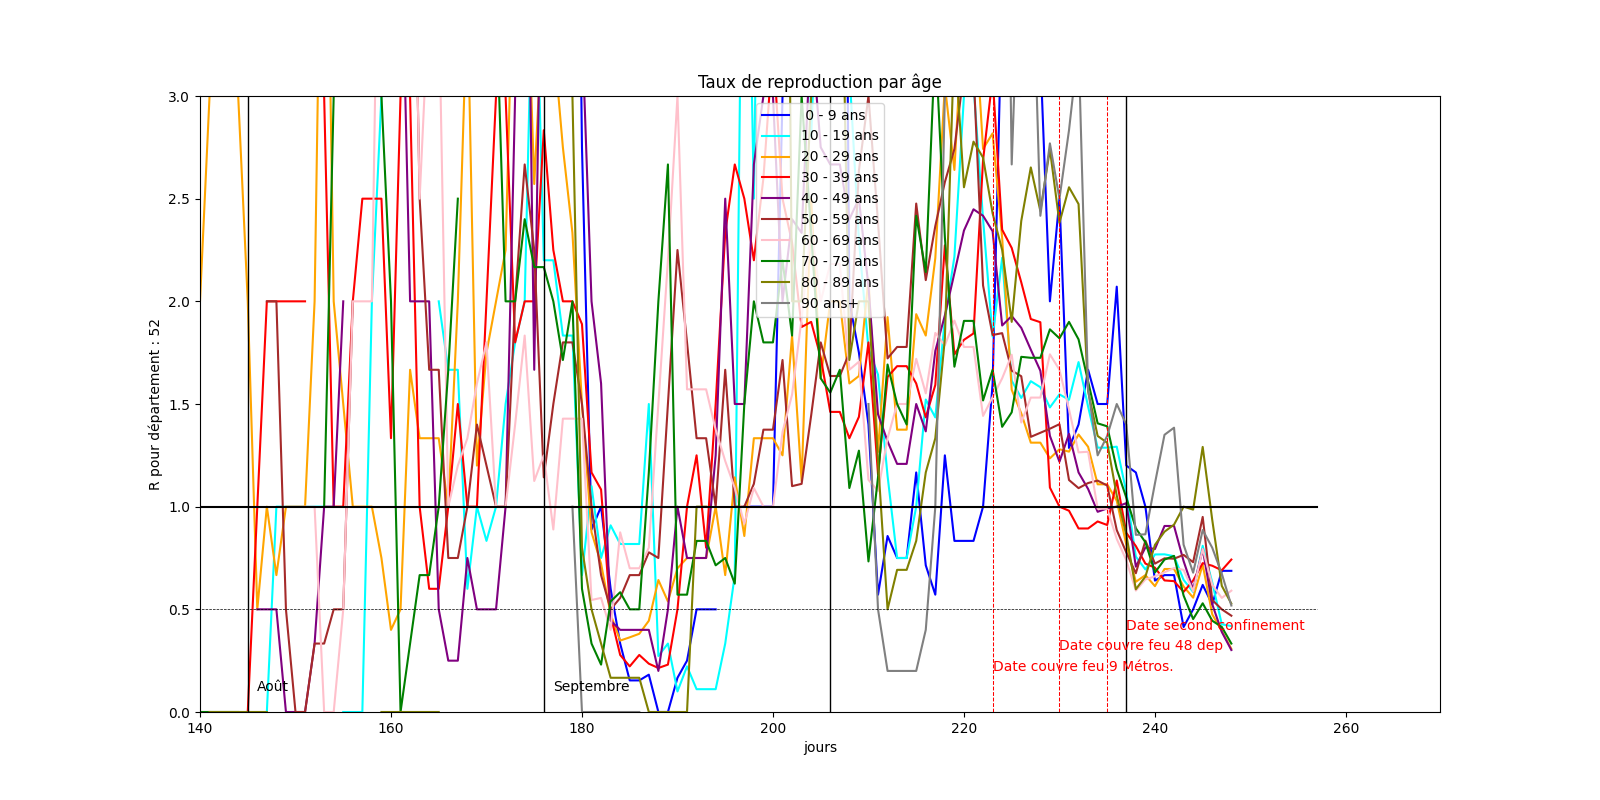 Taux de reproduction par âge
R pour département : 52
3.0
2.5
2.0
1.5
1.0
0.5
0.0
0 - 9 ans
10 - 19 ans
20 - 29 ans
30 - 39 ans
40 - 49 ans
50 - 59 ans
60 - 69 ans
70 - 79 ans
80 - 89 ans
90 ans+
Date second confinement
Date couvre feu 48 dep
Date couvre feu 9 Métros.
Août
Septembre
140
160
180
200
220
240
260
jours